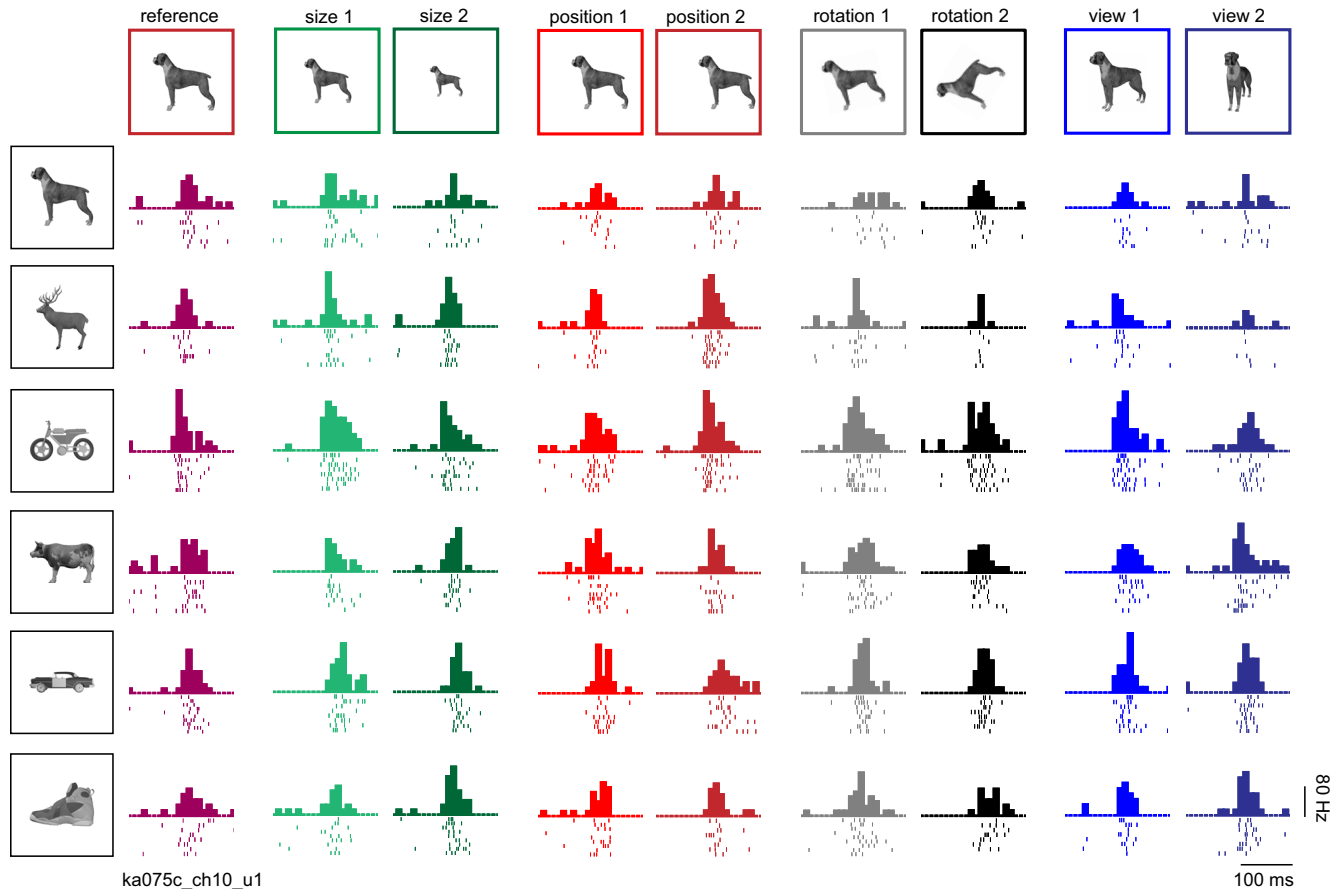 reference size 1 size 2 position 1 position 2 rotation 1 rotation 2 view 1 view 2
80 Hz
ka075c_ch10_u1 100 ms